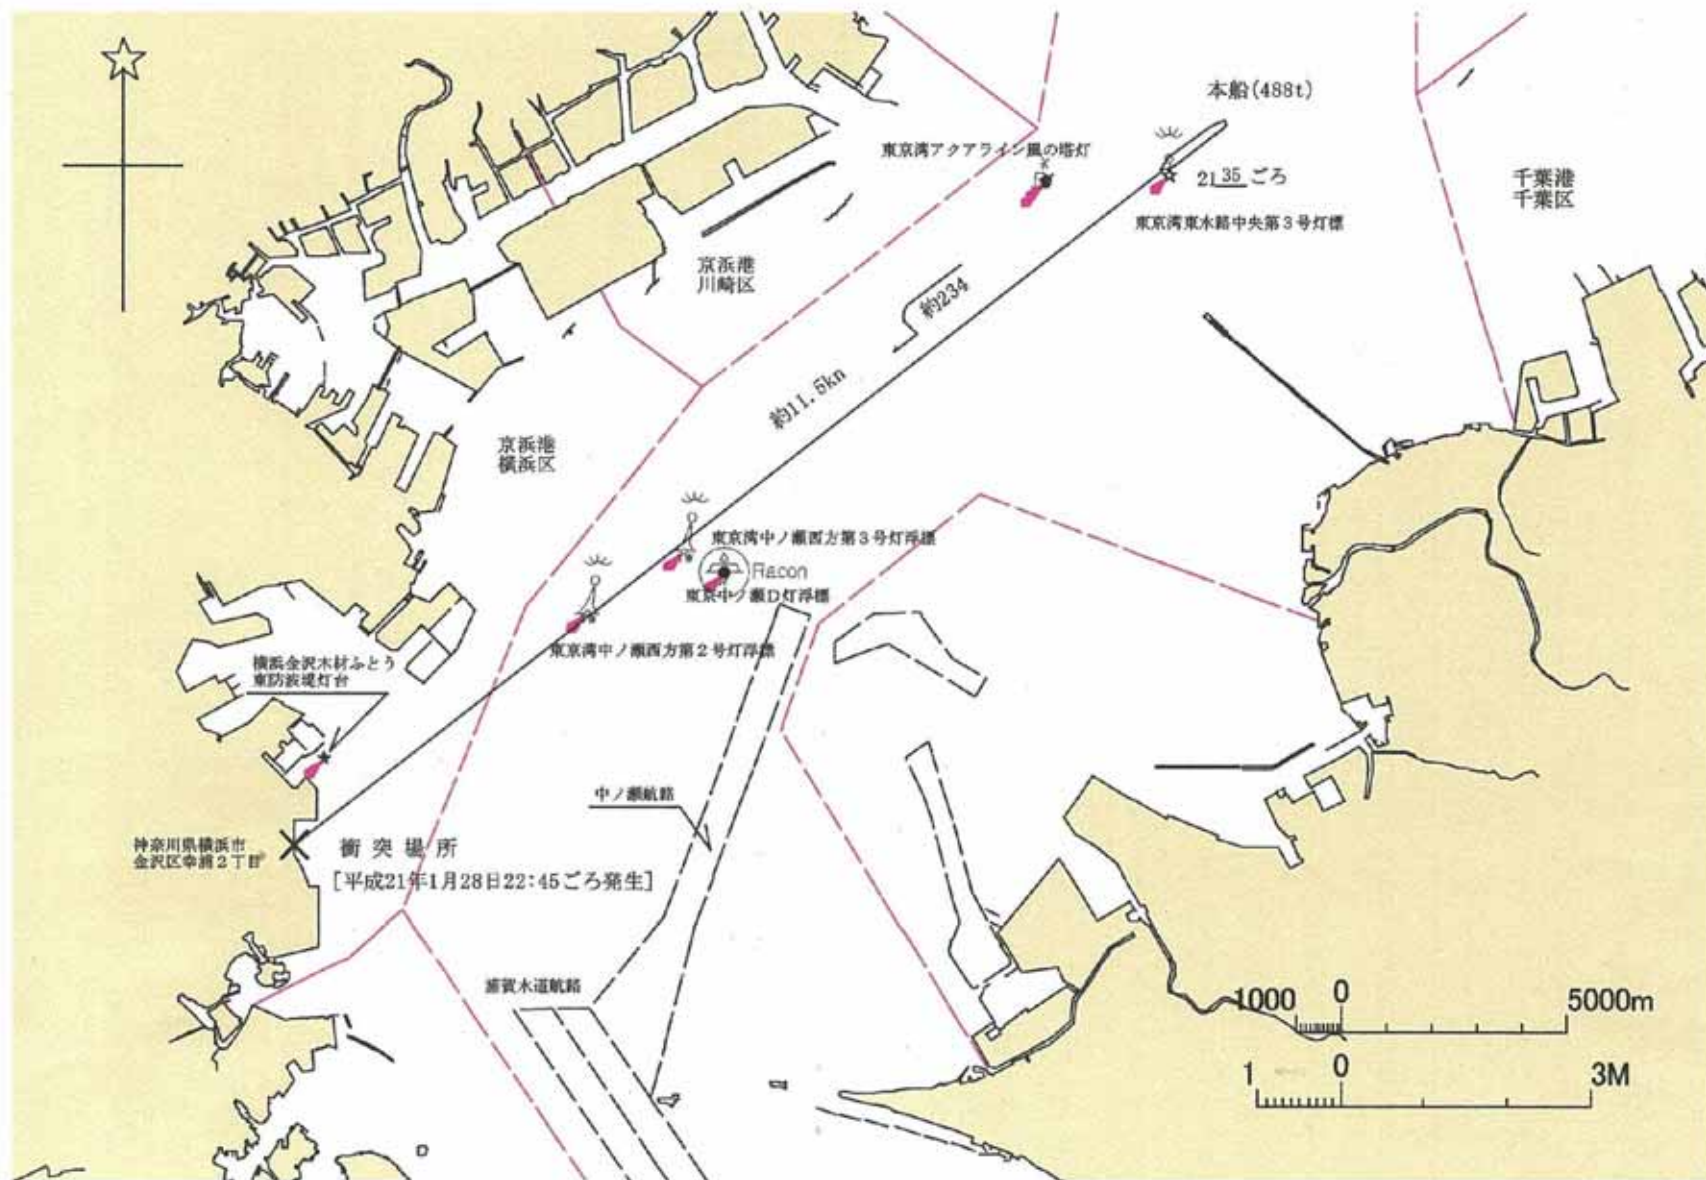 本船(488t)
東京湾アクアライン風の塔灯
2135 ごろ
千葉港
千葉区
東京湾東水路中央第3号灯標
京浜港
川崎区
約234
約11.5kn
京浜港
横浜区
東京湾中ノ瀬西方第3号灯浮標
Racon
東京中ノ瀬D灯浮標
東京湾中ノ瀬西方第2号灯浮標
横浜金沢木材ふとう
東防波堤灯台
中ノ瀬航路
神奈川県横浜市
金沢区幸浦2丁目
衝突場所
[平成21年1月28日22:45ごろ発生]
浦賀水道航路
1000 0 5000m
1 0 3M